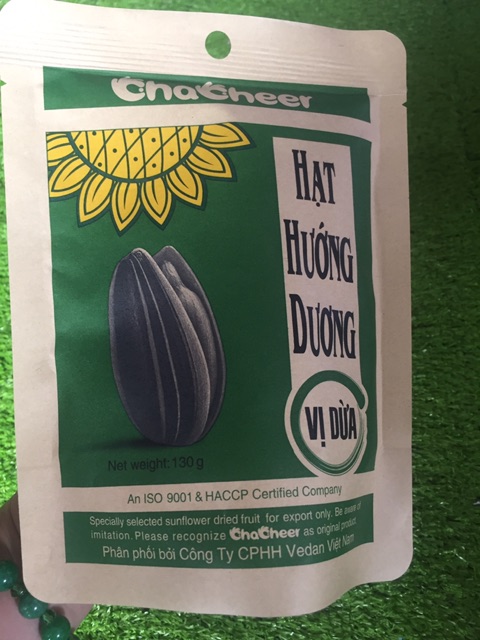 ChaCheer
HẠT
HƯỚNG
DƯƠNG
VỊ DỪA
Net weight: 130 g
An ISO 9001 & HACCP Certified Company
Specially selected sunflower dried fruit for export only. Be aware of
imitation. Please recognize ChaCheer as original product.
Phân phối bởi Công Ty CPHH Vedan Việt Nam